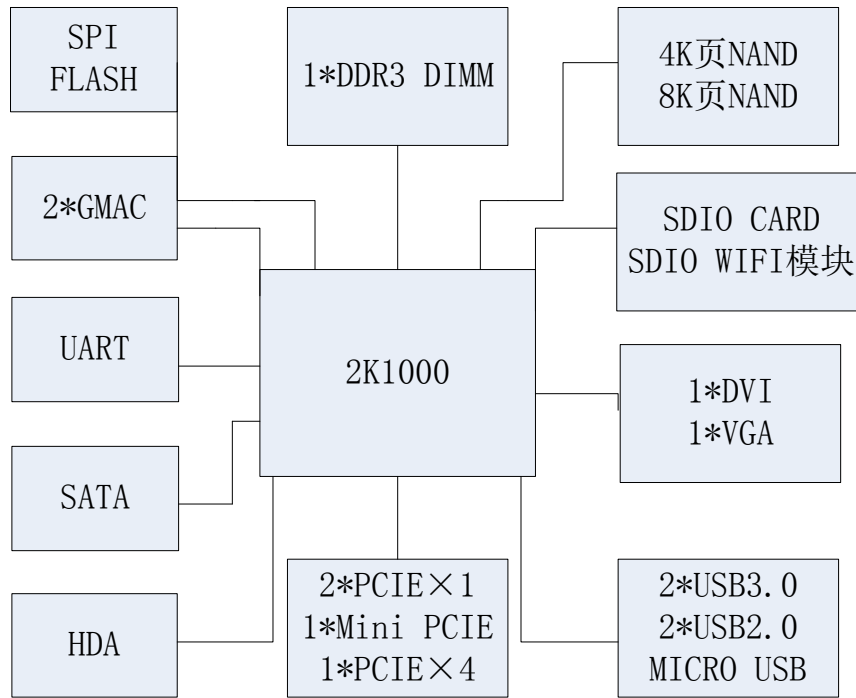 SPI
FLASH
1*DDR3 DIMM
4K页NAND
8K页NAND
2*GMAC
SDIO CARD
SDIO WIFI模块
UART
2K1000
1*DVI
1*VGA
SATA
HDA
2*PCIE×1
1*Mini PCIE
1*PCIE×4
2*USB3.0
2*USB2.0
MICRO USB